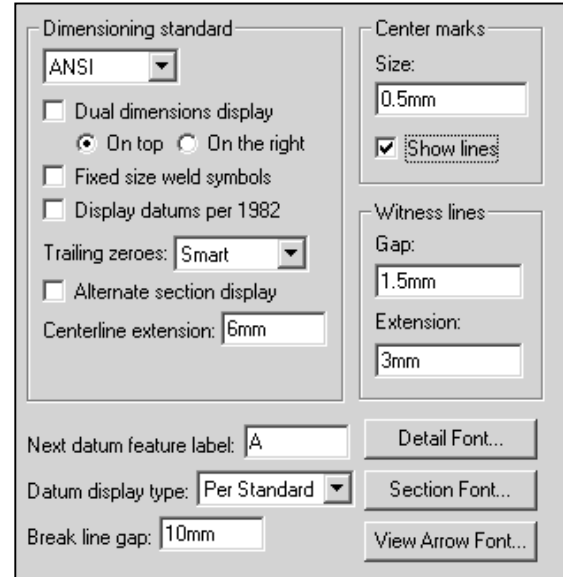 Dimensioning standard
ANSI
Dual dimensions display
On top On the right
Fixed size weld symbols
Display datums per 1982
Trailing zeroes: Smart
Alternate section display
Centerline extension: 6mm
Center marks
Size:
0.5mm
Show lines
Witness lines
Gap:
1.5mm
Extension:
3mm
Next datum feature label: A
Datum display type: Per Standard
Break line gap: 10mm
Detail Font...
Section Font...
View Arrow Font...